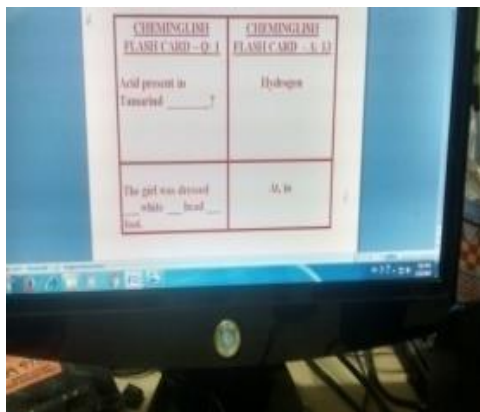 CHEMINGLISH
FLASH CARD – Q: 1
Acid present in
Tamarind ______?
CHEMINGLISH
FLASH CARD – A: 13
Hydrogen
The girl was dressed
___ white ___ head ___
foot.
in